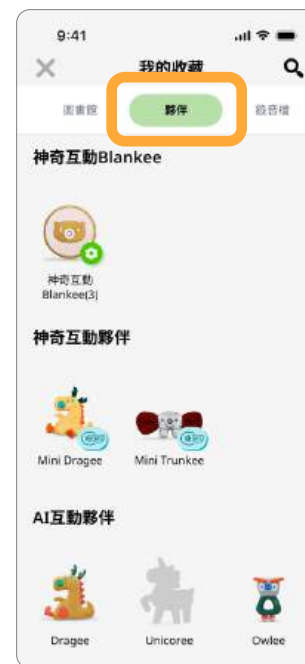 9:41
我的收藏
圖書館
夥伴
錄音檔
神奇互動Blankee
神奇互動
Blankee(3)
神奇互動夥伴
Mini Dragee
Mini Trunkee
AI互動夥伴
Dragee
Unicoree
Owlee